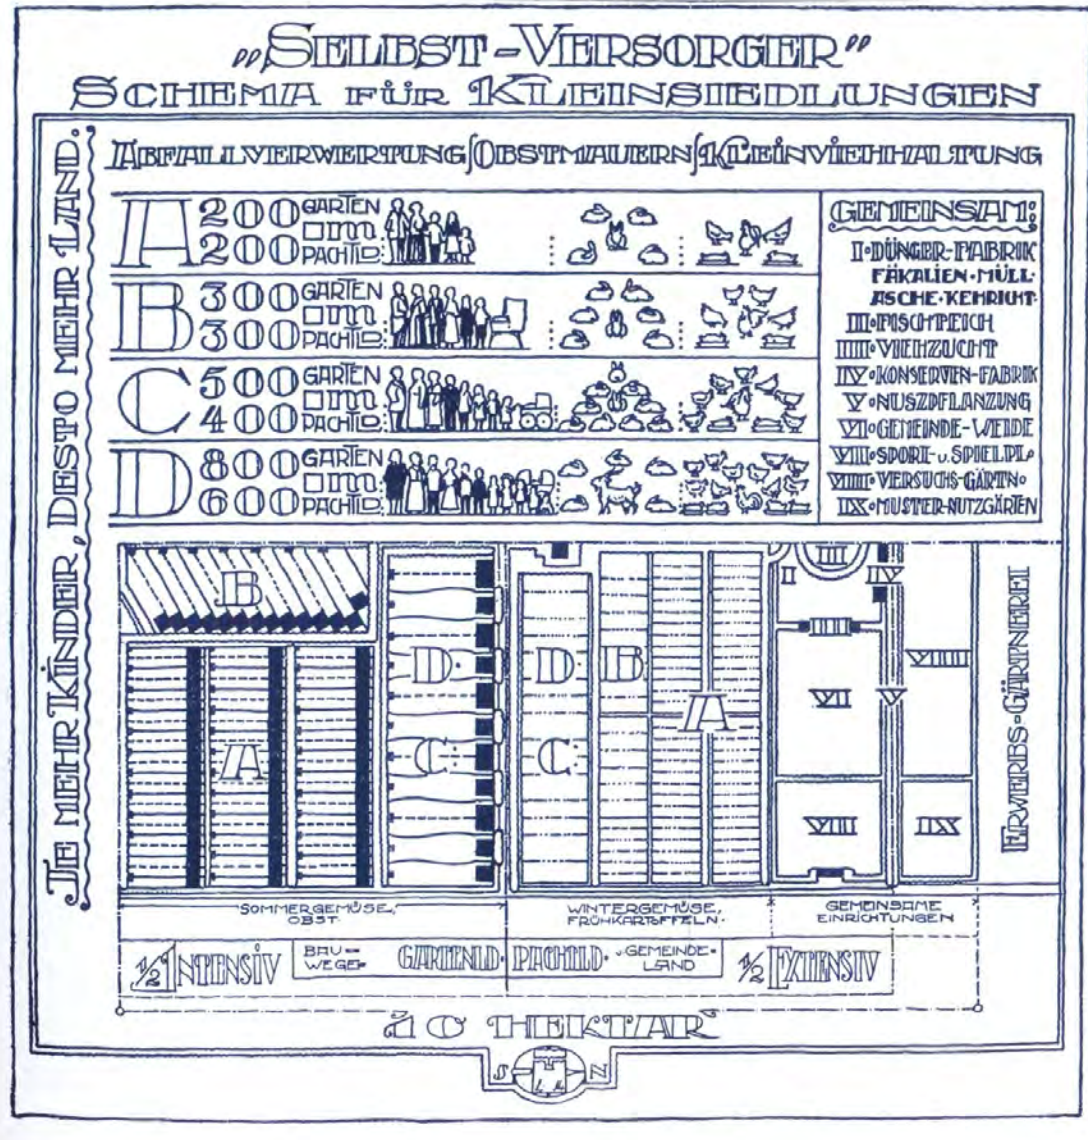 „SELBST-VERSORGER"
SCHEMA FÜR KLEINSIEDLUNGEN
JE MEHR KINDER, DESTO MEHR LAND.
ABFALLVERWERTUNG/OBSTMAUERN/KLEINVIEHHALTUNG
A 200 GARTEN
□m
200 PACHTLD:
B 300 GARTEN
□m
300 PACHTLD:
C 500 GARTEN
□m
400 PACHTLD:
D 800 GARTEN
□m
600 PACHTLD:
GEMEINSAM:
I•DÜNGER-FABRIK
FÄKALIEN•MÜLL•
ASCHE•KEHRICHT•
III•FISCHTEICH
IIII•VIEHZUCHT
IV•KONSERVEN-FABRIK
V•NUSZPFLANZUNG
VI•GEMEINDE-WEIDE
VII•SPORT-u.SPIELPL•
VIII•VERSUCHS-GÄRTN•
IX•MUSTER-NUTZGÄRTEN
B
A
D•
C•
D•
C•
B
A
I
III
IV
IIII
VII
V
VIIII
VIII
IX
ERWERBS-GÄRTNEREI
SOMMERGEMÜSE,
OBST•
WINTERGEMÜSE,
FRÜHKARTOFFELN•
GEMEINSAME
EINRICHTUNGEN
1/2 INTENSIV
BAU=
WEGE=
GARTENLD•
PACHTLD•
u.GEMEINDE-
LAND
1/2 EXTENSIV
10 HEKTAR
S
L
N